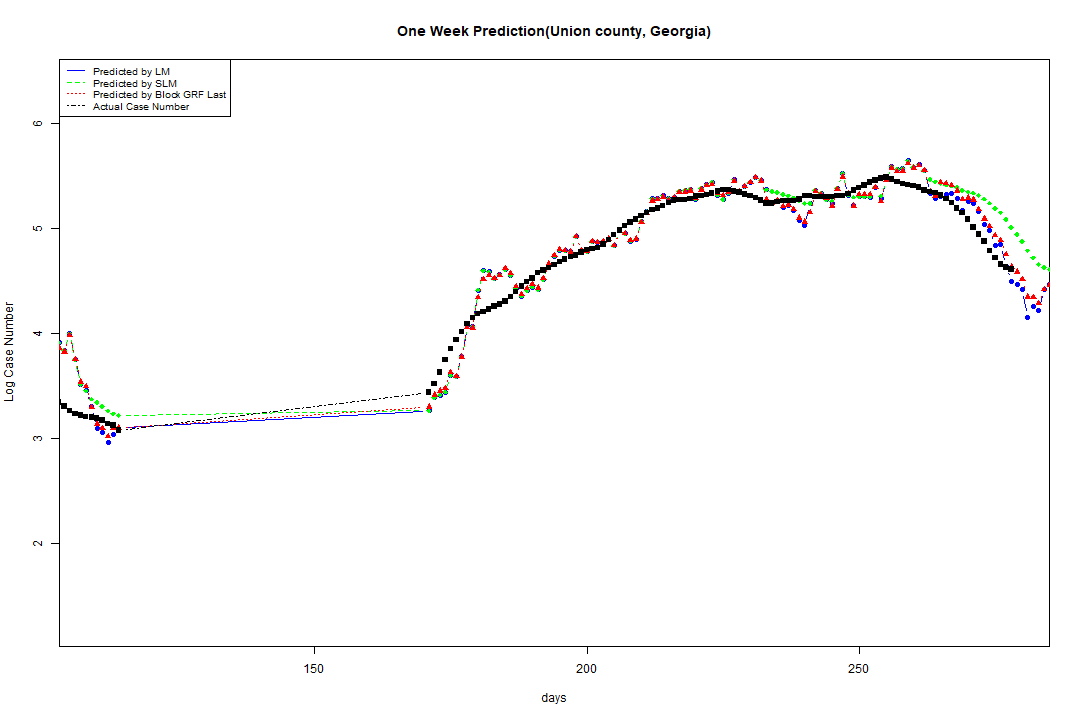 One Week Prediction(Union county, Georgia)
Predicted by LM
Predicted by SLM
Predicted by Block GRF Last
Actual Case Number
6
5
4
3
2
Log Case Number
150 200 250
days